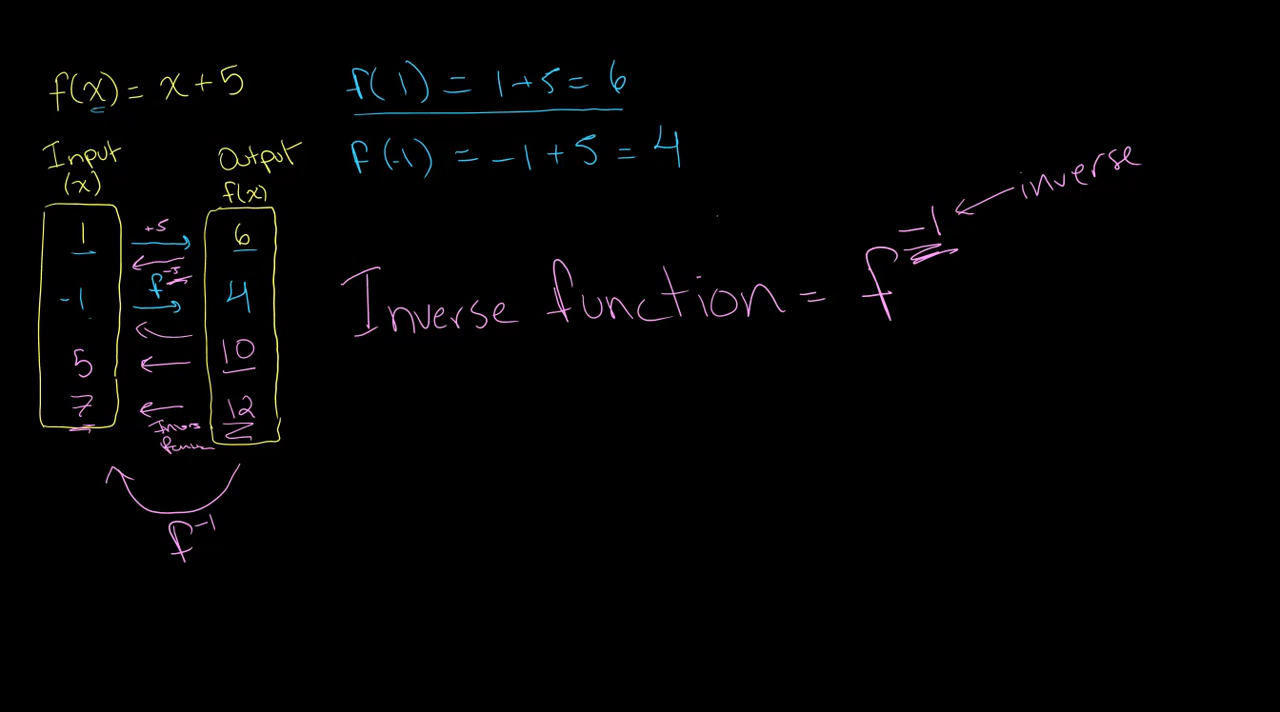 f(x) = x + 5
f(1) = 1 + 5 = 6
f(-1) = -1 + 5 = 4
Input Output
(x) f(x)
inverse
1 +5 6
f -5
-1 4
Inverse function = f⁻¹
5 10
7 12
f⁻¹